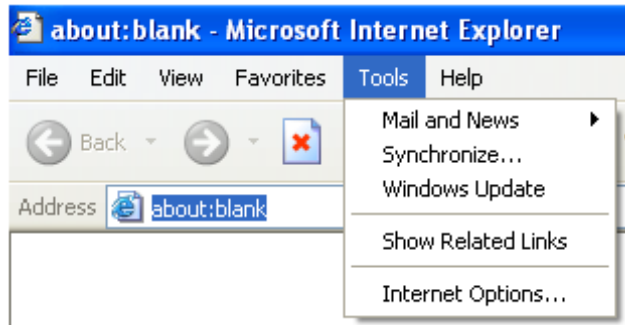 about:blank - Microsoft Internet Explorer
File Edit View Favorites Tools Help
Mail and News
Back
Synchronize...
Windows Update
Address about:blank
Show Related Links
Internet Options...